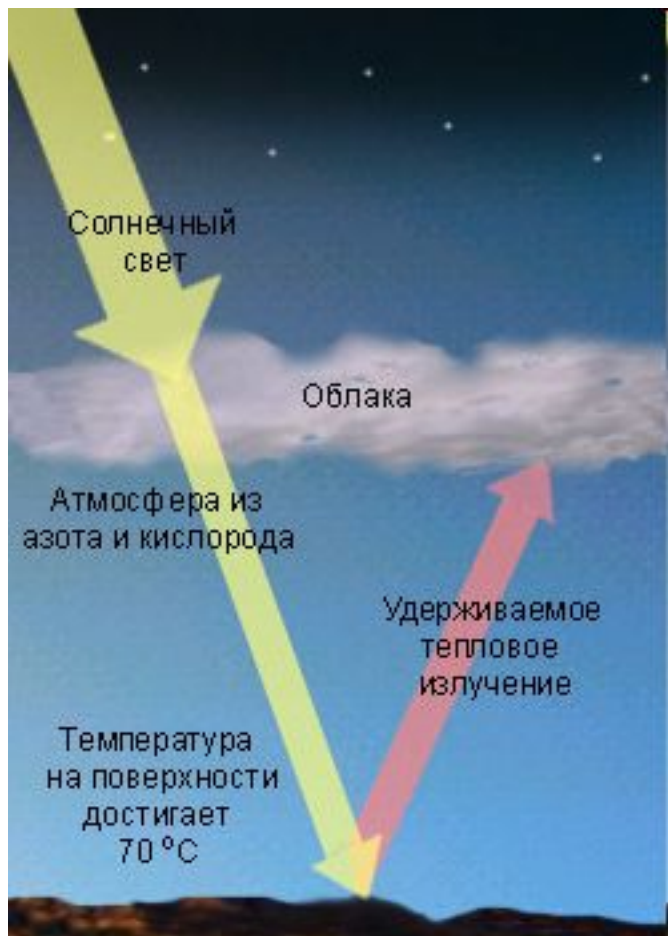 Солнечный
свет
Облака
Атмосфера из
азота и кислорода
Удерживаемое
тепловое
излучение
Температура
на поверхности
достигает
70 °C